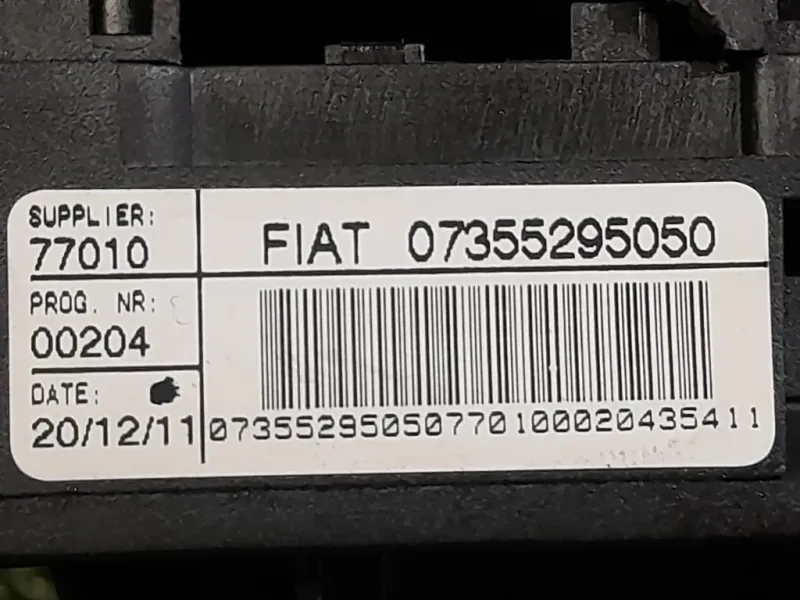 SUPPLIER:
77010
FIAT 07355295050
PROG. NR:
00204
DATE:
20/12/11
0735529505077010002043541​1